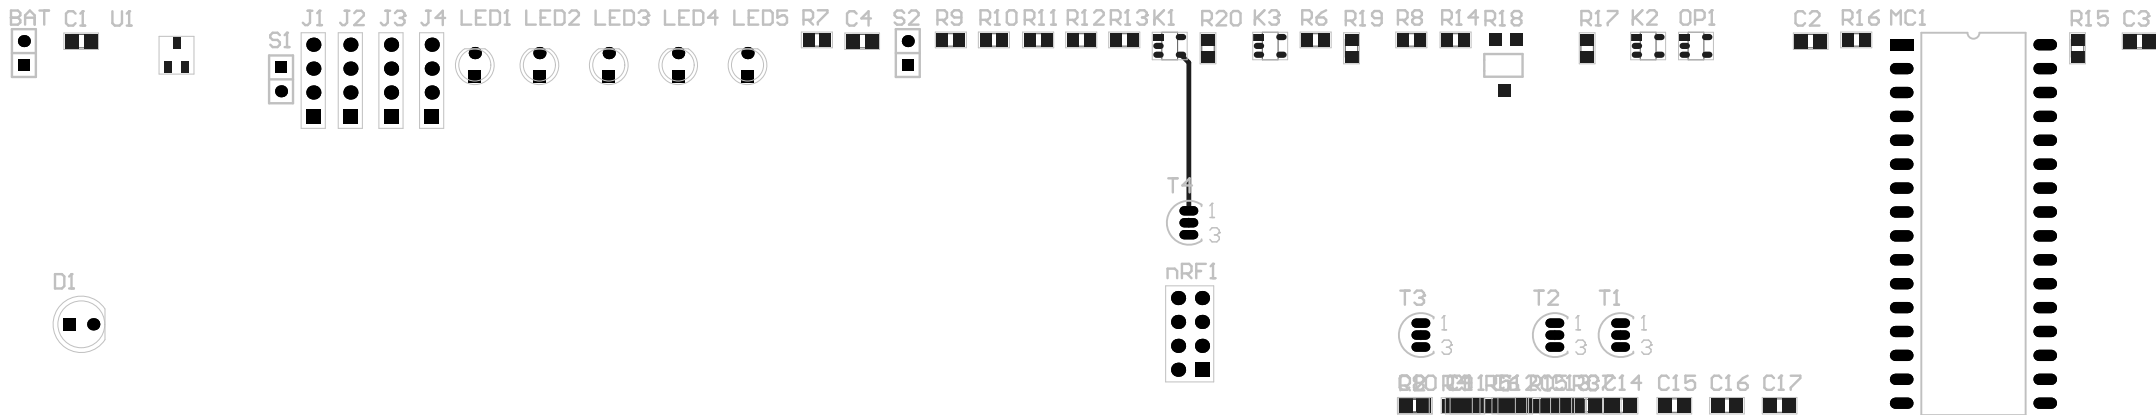 BAT C1 U1 S1 J1 J2 J3 J4 LED1 LED2 LED3 LED4 LED5 R7 C4 S2 R9 R10 R11 R12 R13 K1 R20 K3 R6 R19 R8 R14 R18 R17 K2 OP1 C2 R16 MC1 R15 C3
T4
1
3
nRF1
D1
T3 T2 T1
1 1 1
3 3 3
C14 C15 C16 C17